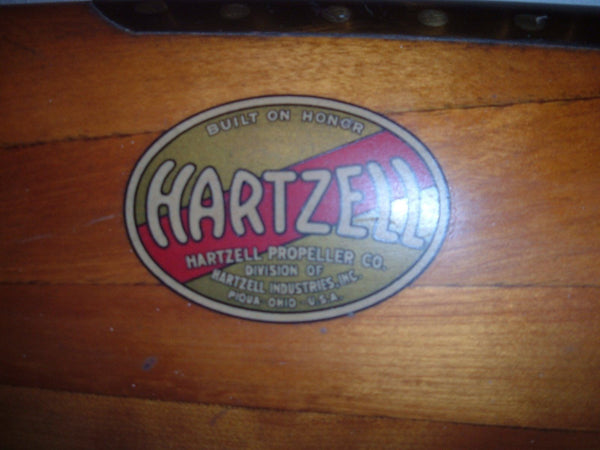 BUILT ON HONOR
HARTZELL
HARTZELL PROPELLER CO.
DIVISION OF
HARTZELL INDUSTRIES, INC.
PIQUA, OHIO, U.S.A.